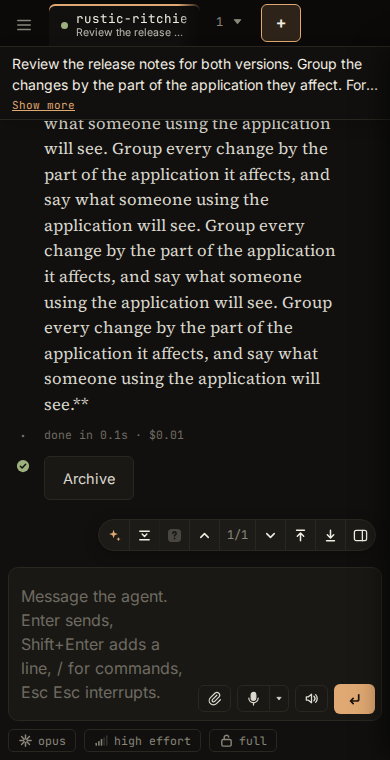 rustic-ritchie
Review the release ...
1
+
Review the release notes for both versions. Group the
changes by the part of the application they affect. For...
Show more
what someone using the application
will see. Group every change by the
part of the application it affects, and
say what someone using the
application will see. Group every
change by the part of the application
it affects, and say what someone
using the application will see. Group
every change by the part of the
application it affects, and say what
someone using the application will
see.**
· done in 0.1s · $0.01
Archive
?
1/1
Message the agent.
Enter sends,
Shift+Enter adds a
line, / for commands,
Esc Esc interrupts.
opus
high effort
full